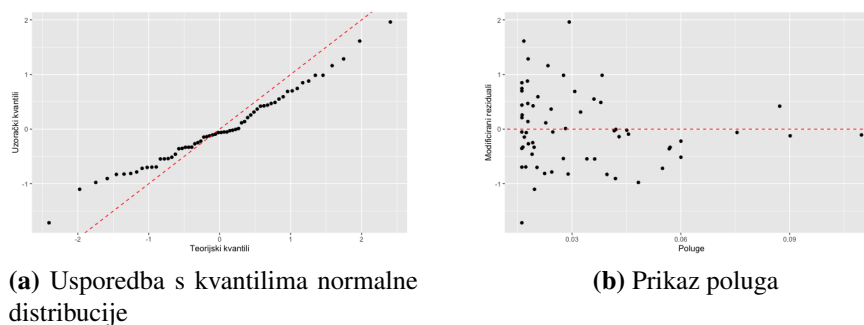 2
1
0
-1
Uzorački kvantili
-2
-1
0
1
2
Teorijski kvantili
(a) Usporedba s kvantilima normalne
distribucije
2
1
0
-1
Modificirani reziduali
0.03
0.06
0.09
Poluge
(b) Prikaz poluga